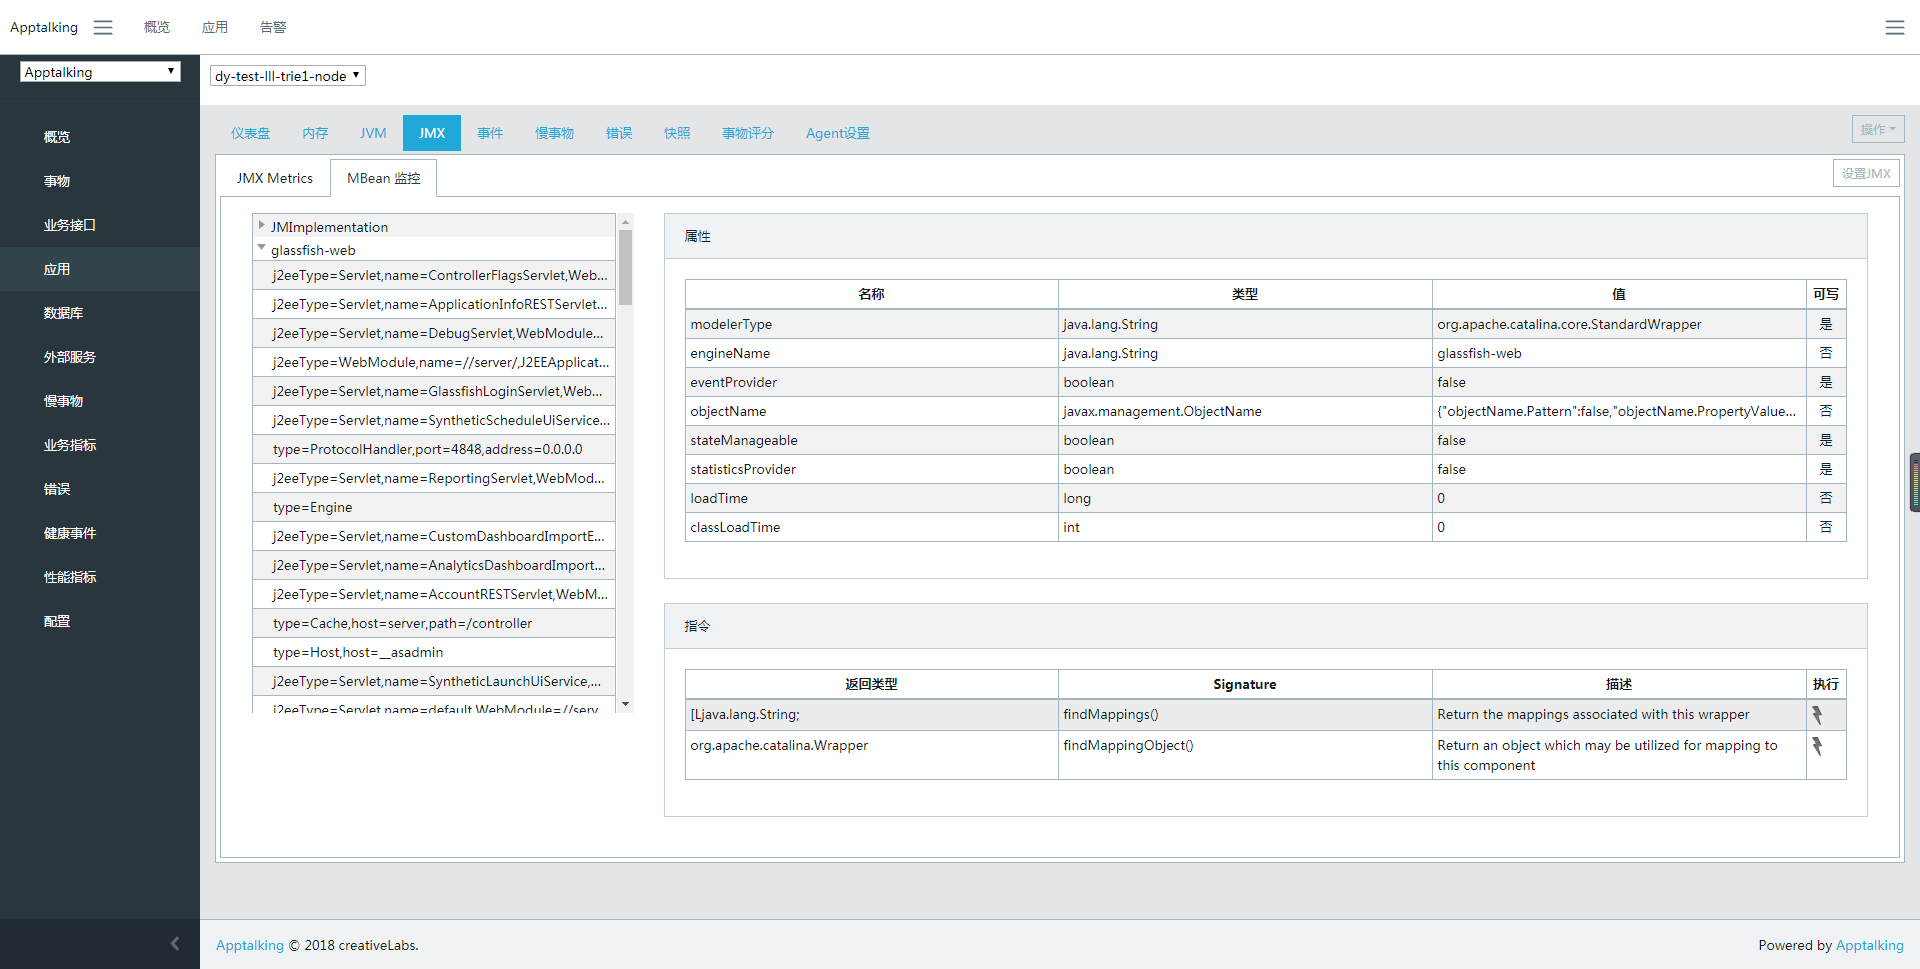 Apptalking 概览 应用 告警
Apptalking
dy-test-lll-trie1-node
概览
事物
业务接口
应用
数据库
外部服务
慢事物
业务指标
错误
健康事件
性能指标
配置
仪表盘 内存 JVM JMX 事件 慢事物 错误 快照 事物评分 Agent设置 操作
JMX Metrics MBean 监控 设置JMX
JMImplementation
glassfish-web
j2eeType=Servlet,name=ControllerFlagsServlet,Web...
j2eeType=Servlet,name=ApplicationInfoRESTServlet...
j2eeType=Servlet,name=DebugServlet,WebModule...
j2eeType=WebModule,name=//server/,J2EEApplicat...
j2eeType=Servlet,name=GlassfishLoginServlet,Web...
j2eeType=Servlet,name=SyntheticScheduleUiService...
type=ProtocolHandler,port=4848,address=0.0.0.0
j2eeType=Servlet,name=ReportingServlet,WebMod...
type=Engine
j2eeType=Servlet,name=CustomDashboardImportE...
j2eeType=Servlet,name=AnalyticsDashboardImport...
j2eeType=Servlet,name=AccountRESTServlet,WebM...
type=Cache,host=server,path=/controller
type=Host,host=__asadmin
j2eeType=Servlet,name=SyntheticLaunchUiService,...
j2eeType=Servlet,name=default,WebModule=//serv
属性
名称 类型 值 可写
modelerType java.lang.String org.apache.catalina.core.StandardWrapper 是
engineName java.lang.String glassfish-web 否
eventProvider boolean false 是
objectName javax.management.ObjectName {"objectName.Pattern":false,"objectName.PropertyValue... 否
stateManageable boolean false 是
statisticsProvider boolean false 是
loadTime long 0 否
classLoadTime int 0 否
指令
返回类型 Signature 描述 执行
[Ljava.lang.String; findMappings() Return the mappings associated with this wrapper
org.apache.catalina.Wrapper findMappingObject() Return an object which may be utilized for mapping to
this component
Apptalking © 2018 creativeLabs. Powered by Apptalking